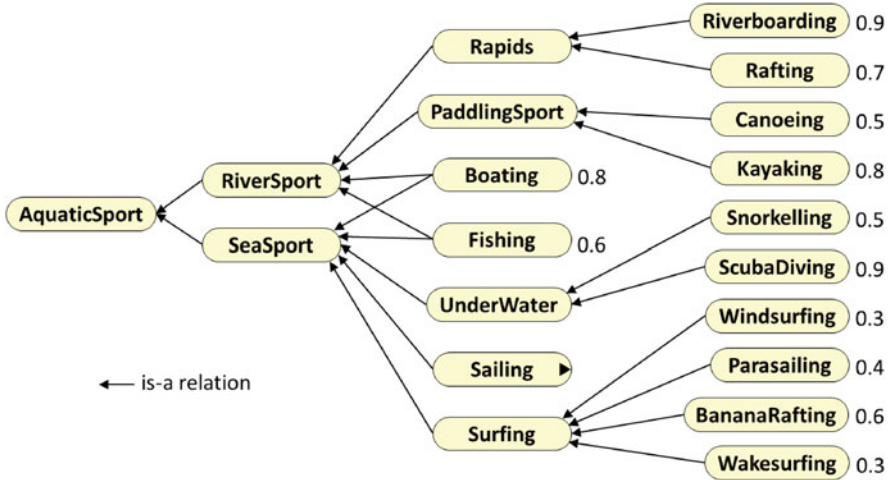 Riverboarding 0.9
Rapids
Rafting 0.7
PaddlingSport
Canoeing 0.5
RiverSport
Boating 0.8
Kayaking 0.8
AquaticSport
SeaSport
Fishing 0.6
Snorkelling 0.5
ScubaDiving 0.9
UnderWater
Windsurfing 0.3
Sailing
Parasailing 0.4
is-a relation
BananaRafting 0.6
Surfing
Wakesurfing 0.3